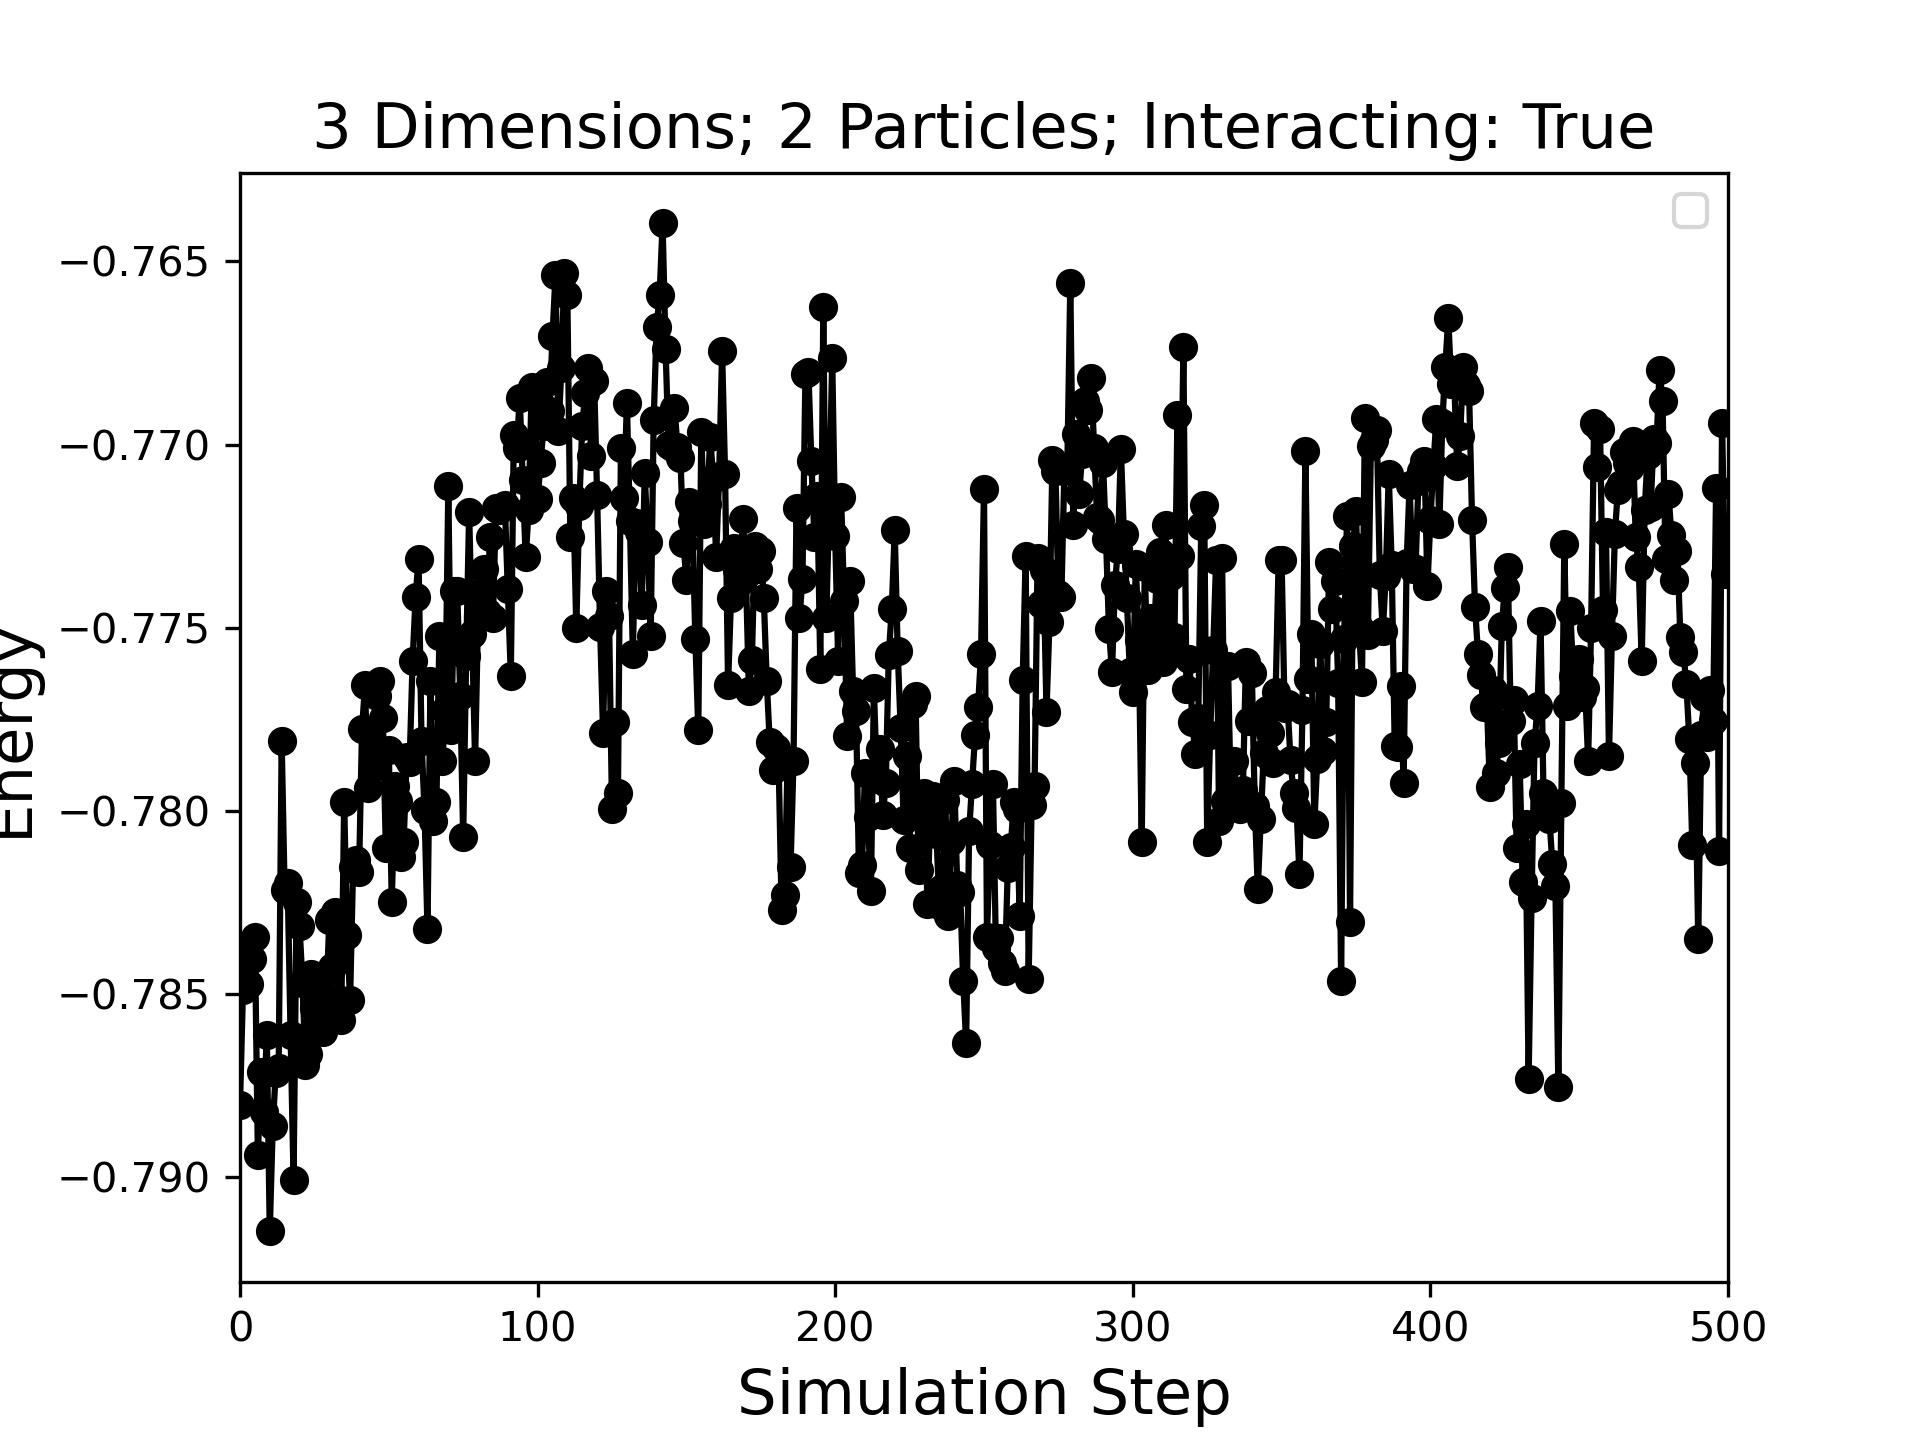 3 Dimensions; 2 Particles; Interacting: True
Energy
−0.765
−0.770
−0.775
−0.780
−0.785
−0.790
0 100 200 300 400 500
Simulation Step